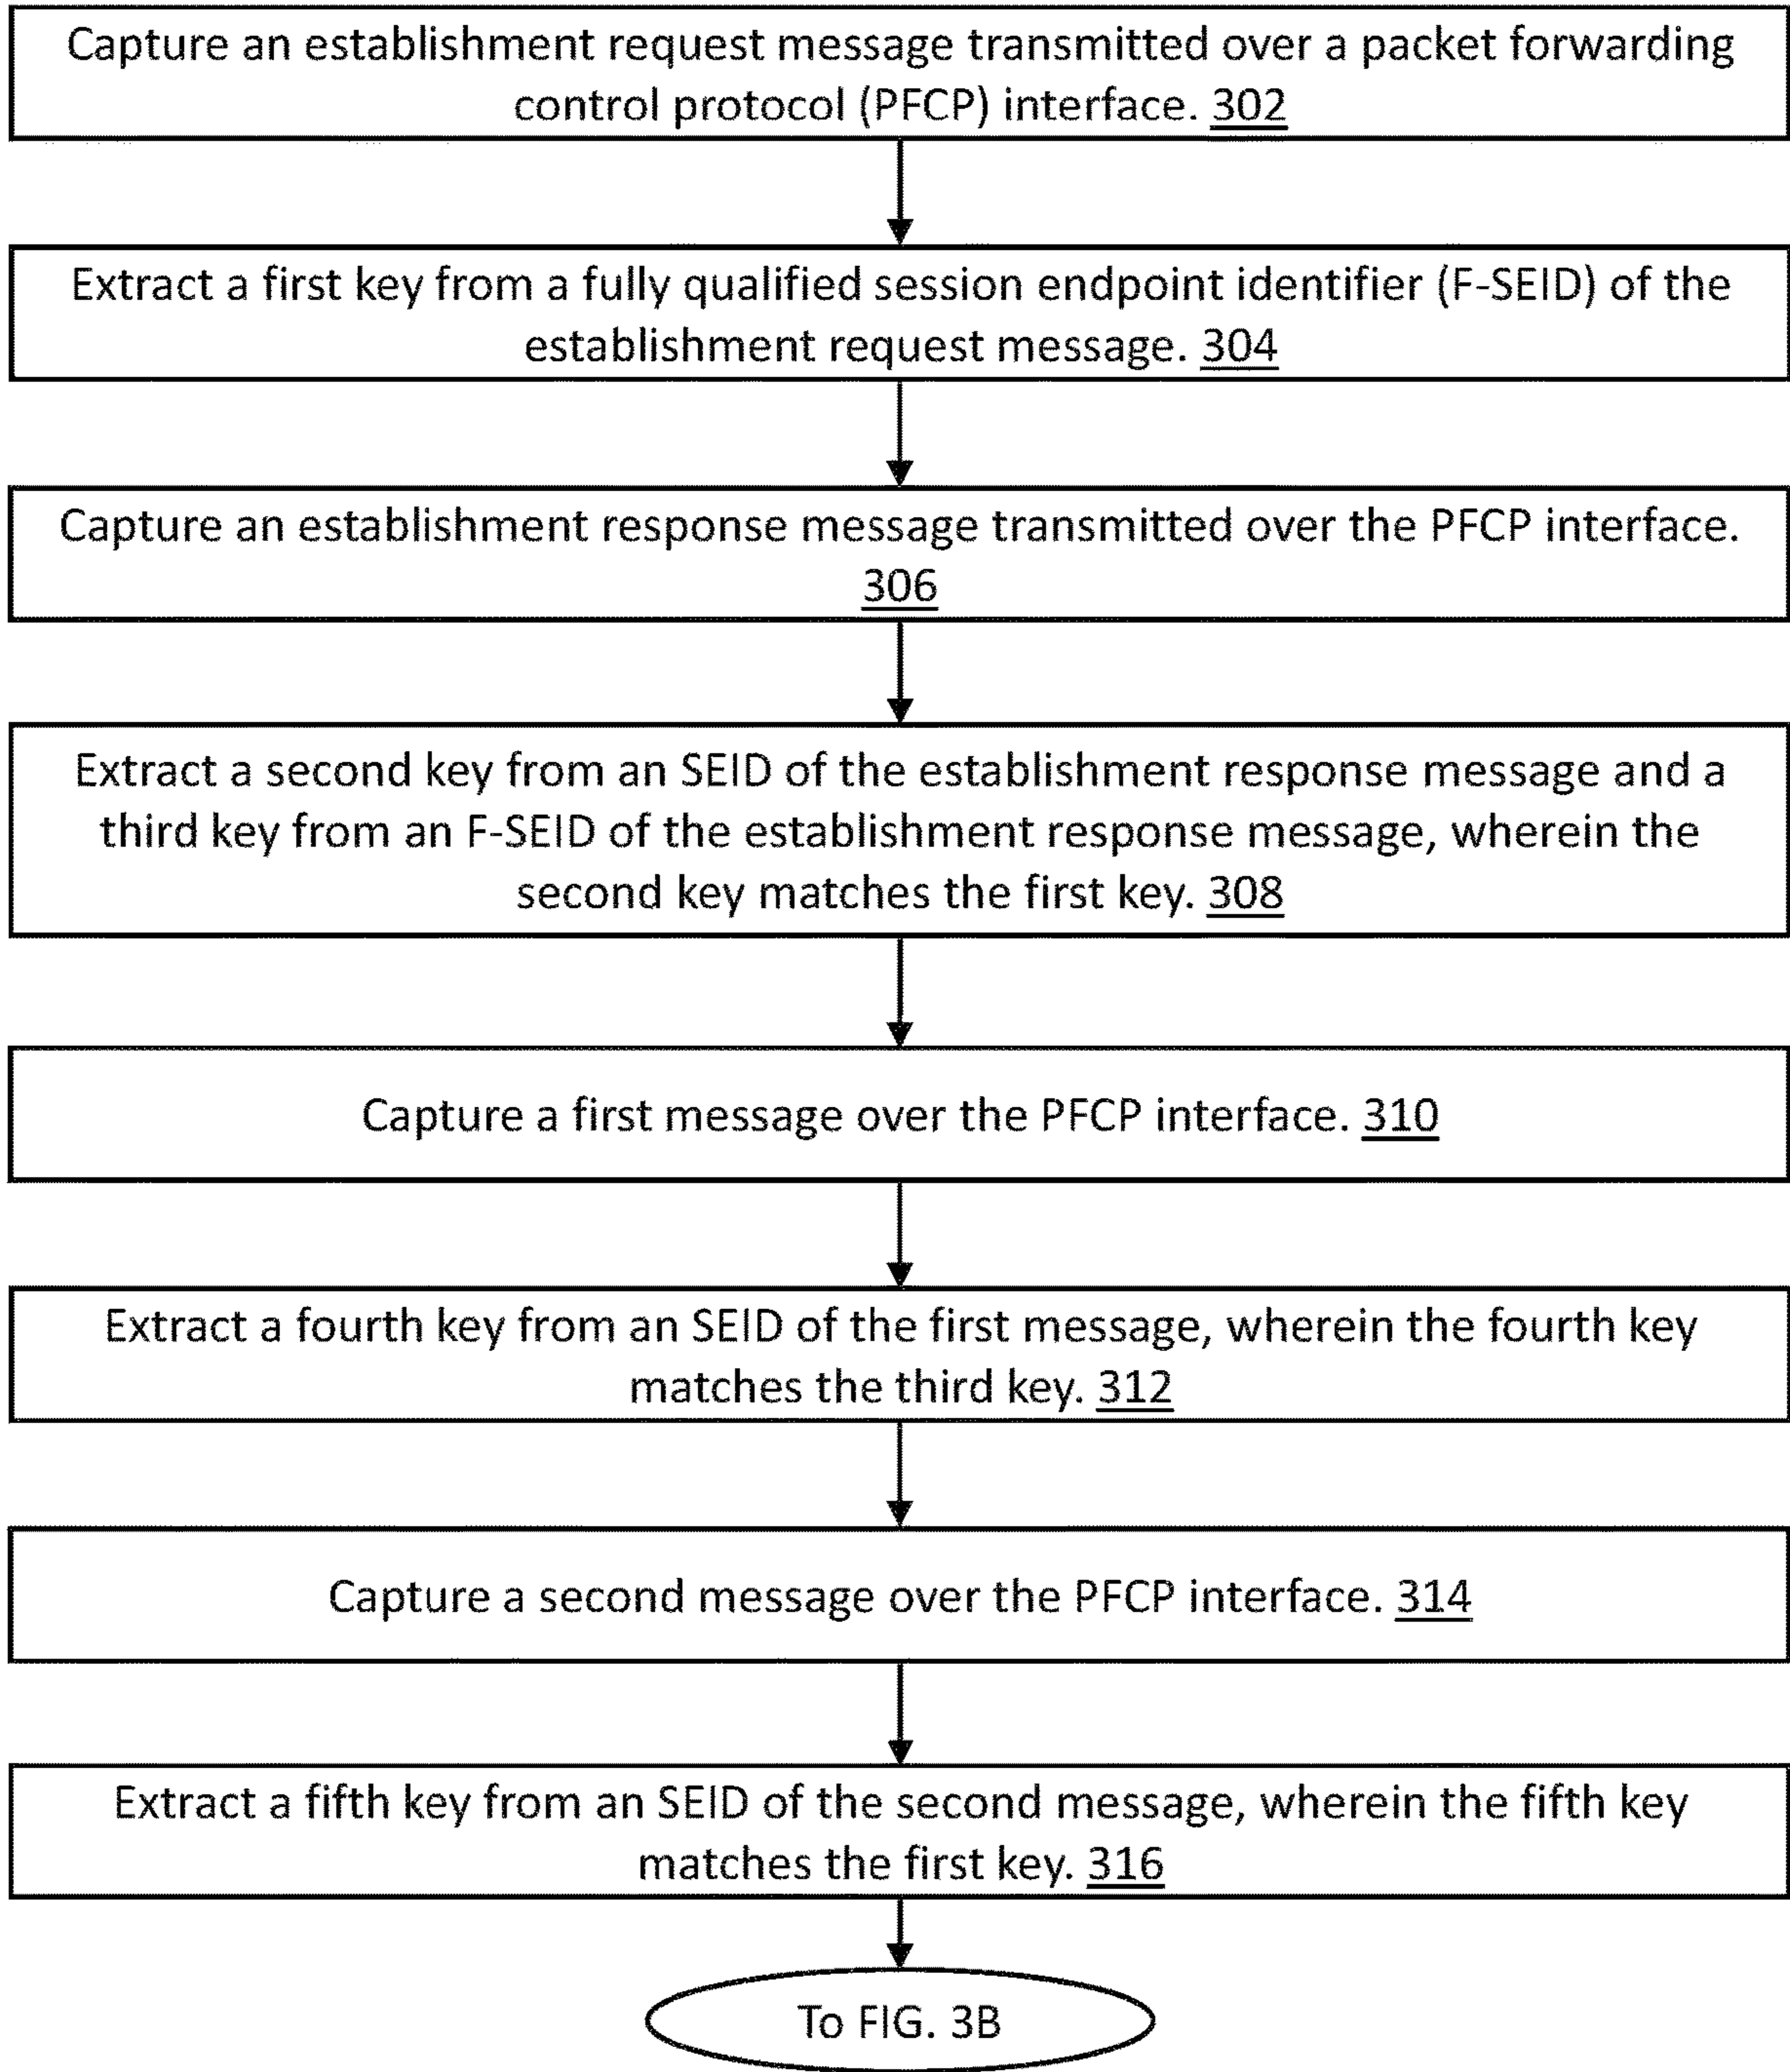 Capture an establishment request message transmitted over a packet forwarding
control protocol (PFCP) interface. 302
Extract a first key from a fully qualified session endpoint identifier (F-SEID) of the
establishment request message. 304
Capture an establishment response message transmitted over the PFCP interface.
306
Extract a second key from an SEID of the establishment response message and a
third key from an F-SEID of the establishment response message, wherein the
second key matches the first key. 308
Capture a first message over the PFCP interface. 310
Extract a fourth key from an SEID of the first message, wherein the fourth key
matches the third key. 312
Capture a second message over the PFCP interface. 314
Extract a fifth key from an SEID of the second message, wherein the fifth key
matches the first key. 316
To FIG. 3B